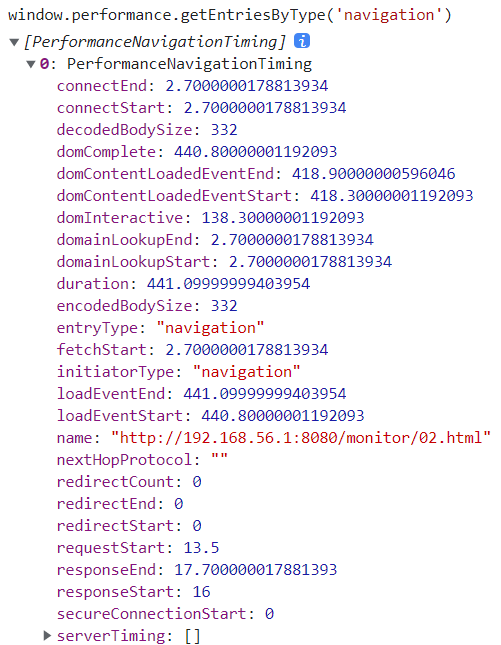 window.performance.getEntriesByType('navigation')
▼[PerformanceNavigationTiming] i
▼0: PerformanceNavigationTiming
connectEnd: 2.7000000178813934
connectStart: 2.7000000178813934
decodedBodySize: 332
domComplete: 440.80000001192093
domContentLoadedEventEnd: 418.90000000596046
domContentLoadedEventStart: 418.30000001192093
domInteractive: 138.30000001192093
domainLookupEnd: 2.7000000178813934
domainLookupStart: 2.7000000178813934
duration: 441.09999999403954
encodedBodySize: 332
entryType: "navigation"
fetchStart: 2.7000000178813934
initiatorType: "navigation"
loadEventEnd: 441.09999999403954
loadEventStart: 440.80000001192093
name: "http://192.168.56.1:8080/monitor/02.html"
nextHopProtocol: ""
redirectCount: 0
redirectEnd: 0
redirectStart: 0
requestStart: 13.5
responseEnd: 17.700000017881393
responseStart: 16
secureConnectionStart: 0
▶serverTiming: []